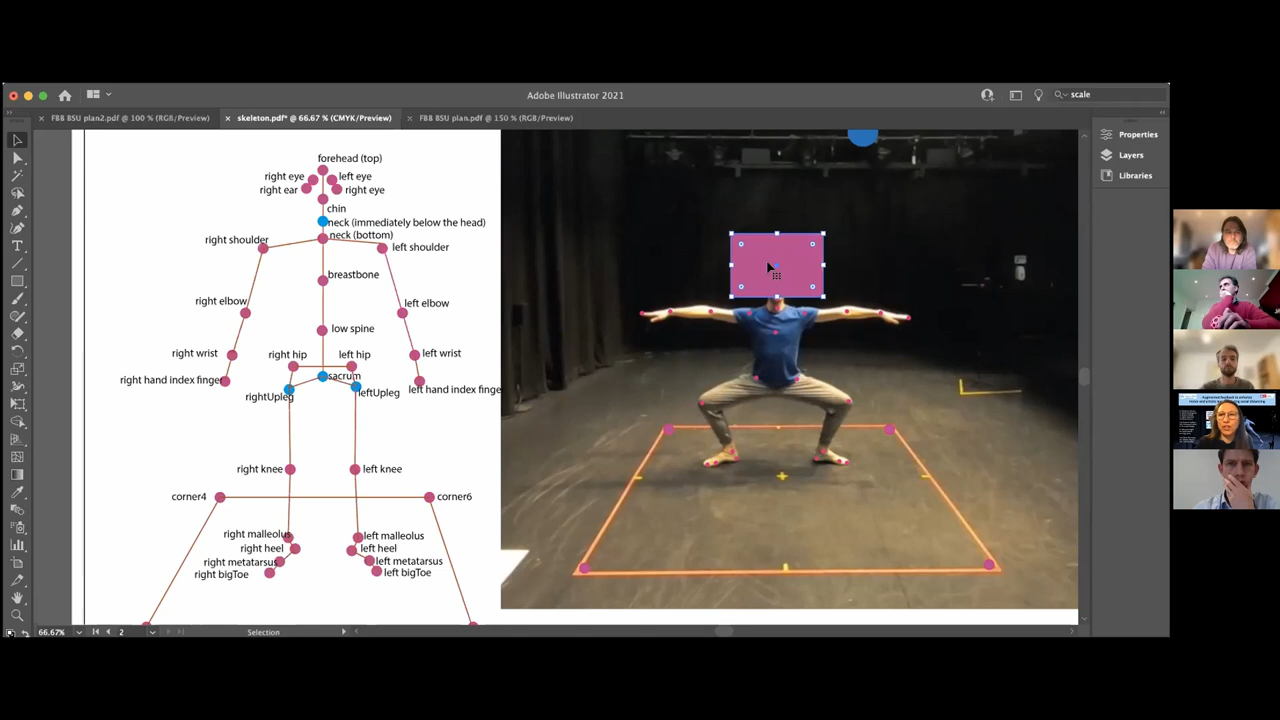 Adobe Illustrator 2021
scale
FBB BSU plan2.pdf @ 100 % (RGB/Preview)
skeleton.pdf* @ 66.67 % (CMYK/Preview)
FBB BSU plan.pdf @ 150 % (RGB/Preview)
Properties
Layers
Libraries
forehead (top)
right eye
left eye
right ear
right eye
chin
neck (immediately below the head)
neck (bottom)
right shoulder
left shoulder
breastbone
right elbow
left elbow
low spine
right wrist
right hip
left hip
left wrist
right hand index finger
sacrum
left hand index finge
rightUpleg
leftUpleg
right knee
left knee
corner4
corner6
right malleolus
left malleolus
right heel
left heel
right metatarsus
left metatarsus
right bigToe
left bigToe
66.67%
2
Selection